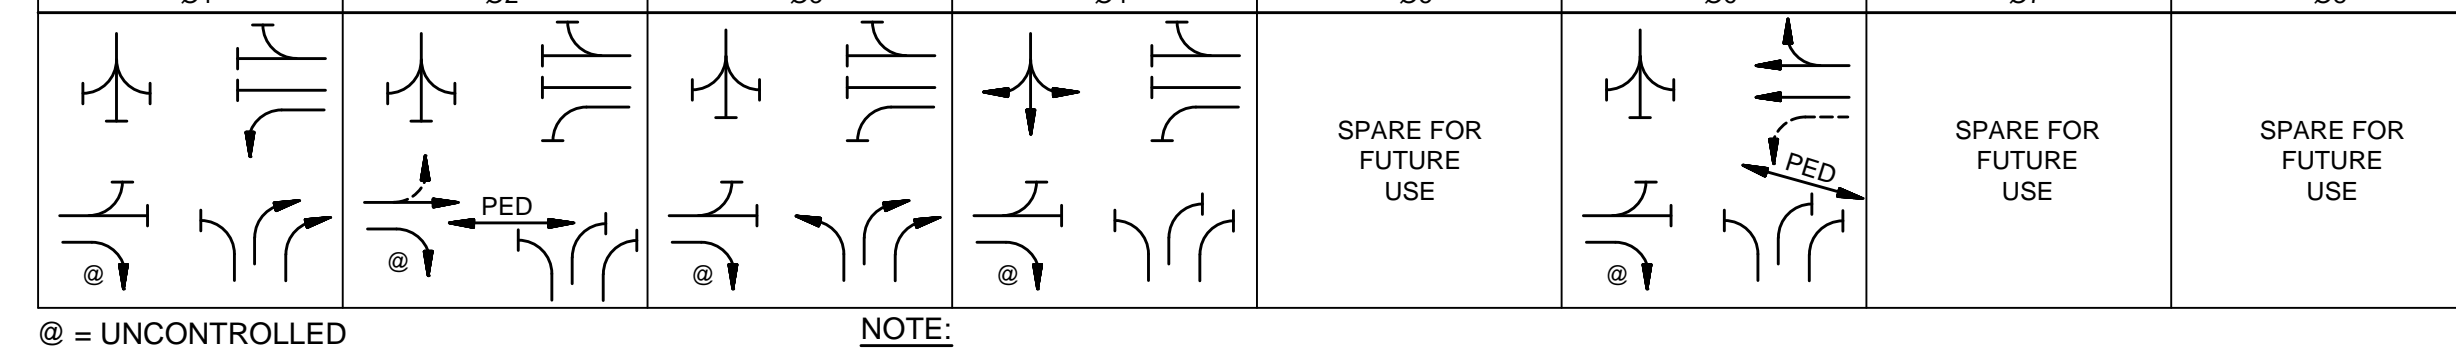 PED
PED
SPARE FOR
FUTURE
USE
SPARE FOR
FUTURE
USE
SPARE FOR
FUTURE
USE
@
@
@
@
@
@ = UNCONTROLLED
NOTE: